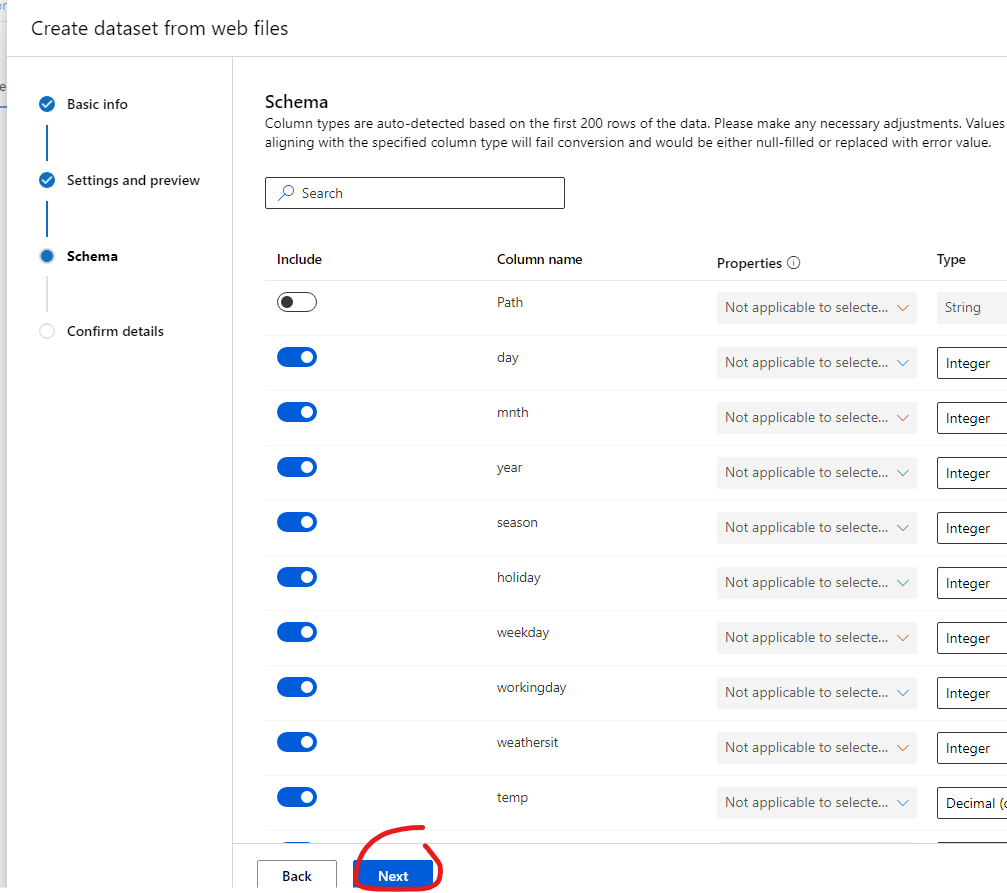 Create dataset from web files
Basic info
Settings and preview
Schema
Confirm details
Schema
Column types are auto-detected based on the first 200 rows of the data. Please make any necessary adjustments. Values
aligning with the specified column type will fail conversion and would be either null-filled or replaced with error value.
Search
Include Column name Properties Type
Path Not applicable to selecte... String
day Not applicable to selecte... Integer
mnth Not applicable to selecte... Integer
year Not applicable to selecte... Integer
season Not applicable to selecte... Integer
holiday Not applicable to selecte... Integer
weekday Not applicable to selecte... Integer
workingday Not applicable to selecte... Integer
weathersit Not applicable to selecte... Integer
temp Not applicable to selecte... Decimal (
Back Next